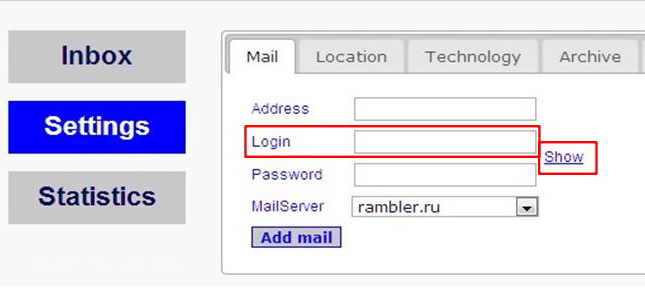 Inbox
Settings
Statistics
Mail Location Technology Archive
Address
Login
Show
Password
MailServer rambler.ru
Add mail